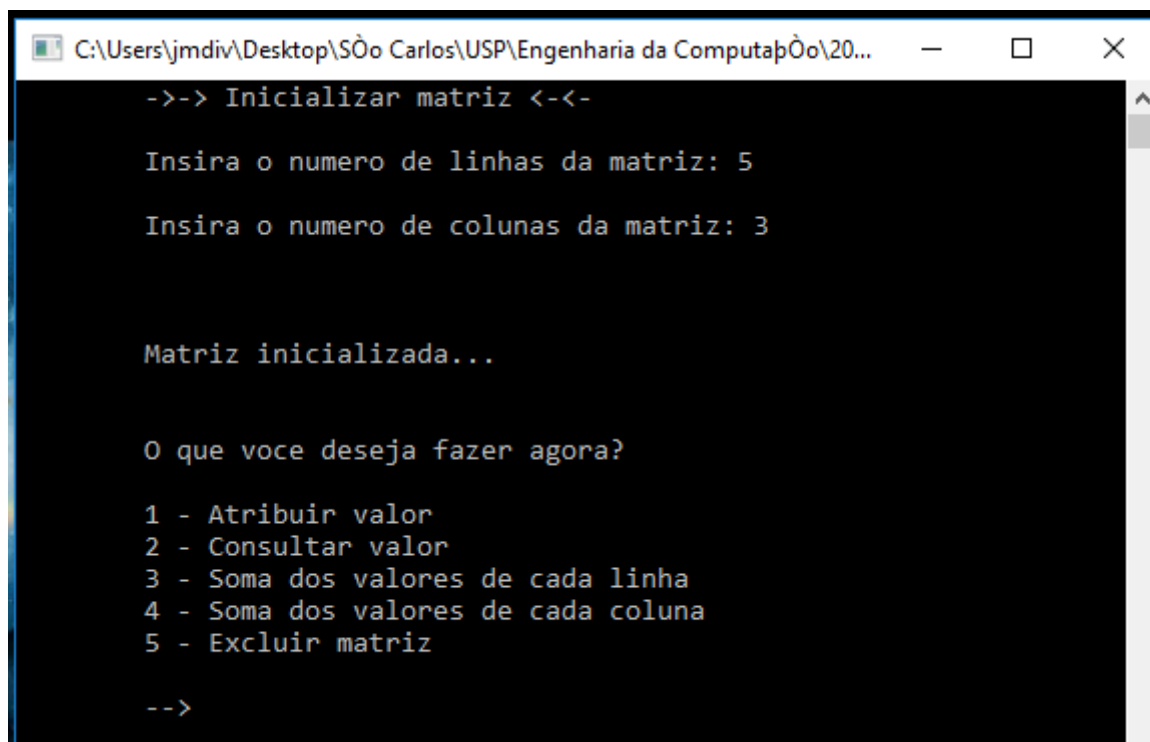 C:\Users\jmdiv\Desktop\SÒo Carlos\USP\Engenharia da ComputaþÒo\20...
->-> Inicializar matriz <-<-
Insira o numero de linhas da matriz: 5
Insira o numero de colunas da matriz: 3
Matriz inicializada...
O que voce deseja fazer agora?
1 - Atribuir valor
2 - Consultar valor
3 - Soma dos valores de cada linha
4 - Soma dos valores de cada coluna
5 - Excluir matriz
-->